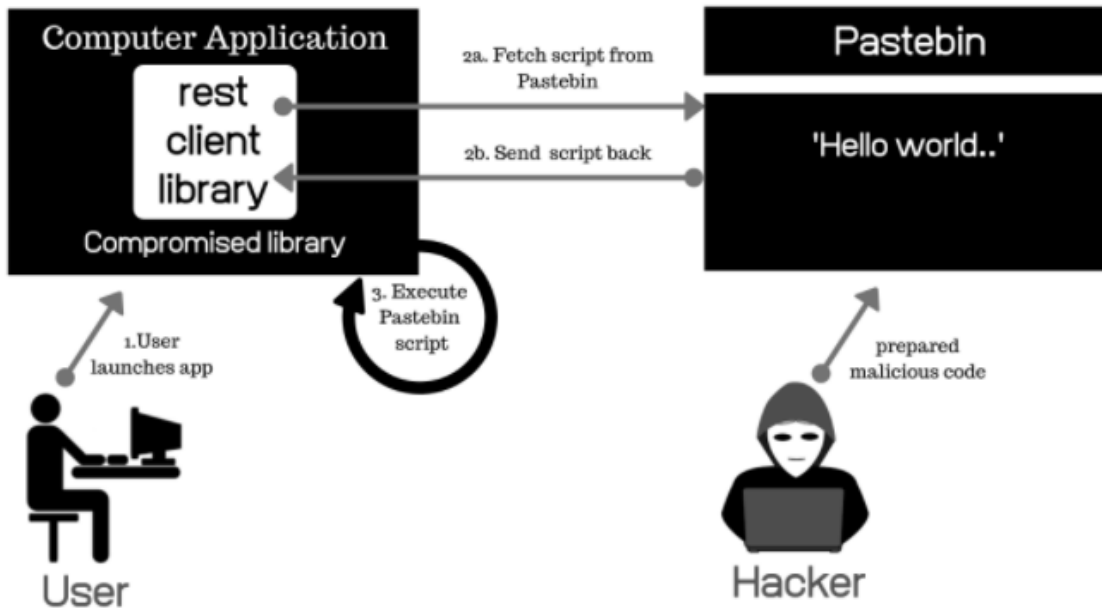 Computer Application
rest
client
library
Compromised library
2a. Fetch script from
Pastebin
2b. Send script back
Pastebin
'Hello world..'
3. Execute
Pastebin
script
1.User
launches app
prepared
malicious code
User
Hacker